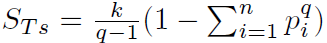 $S_{Ts} = \frac{k}{q-1}(1 - \sum_{i=1}^{n} p_i^q)$